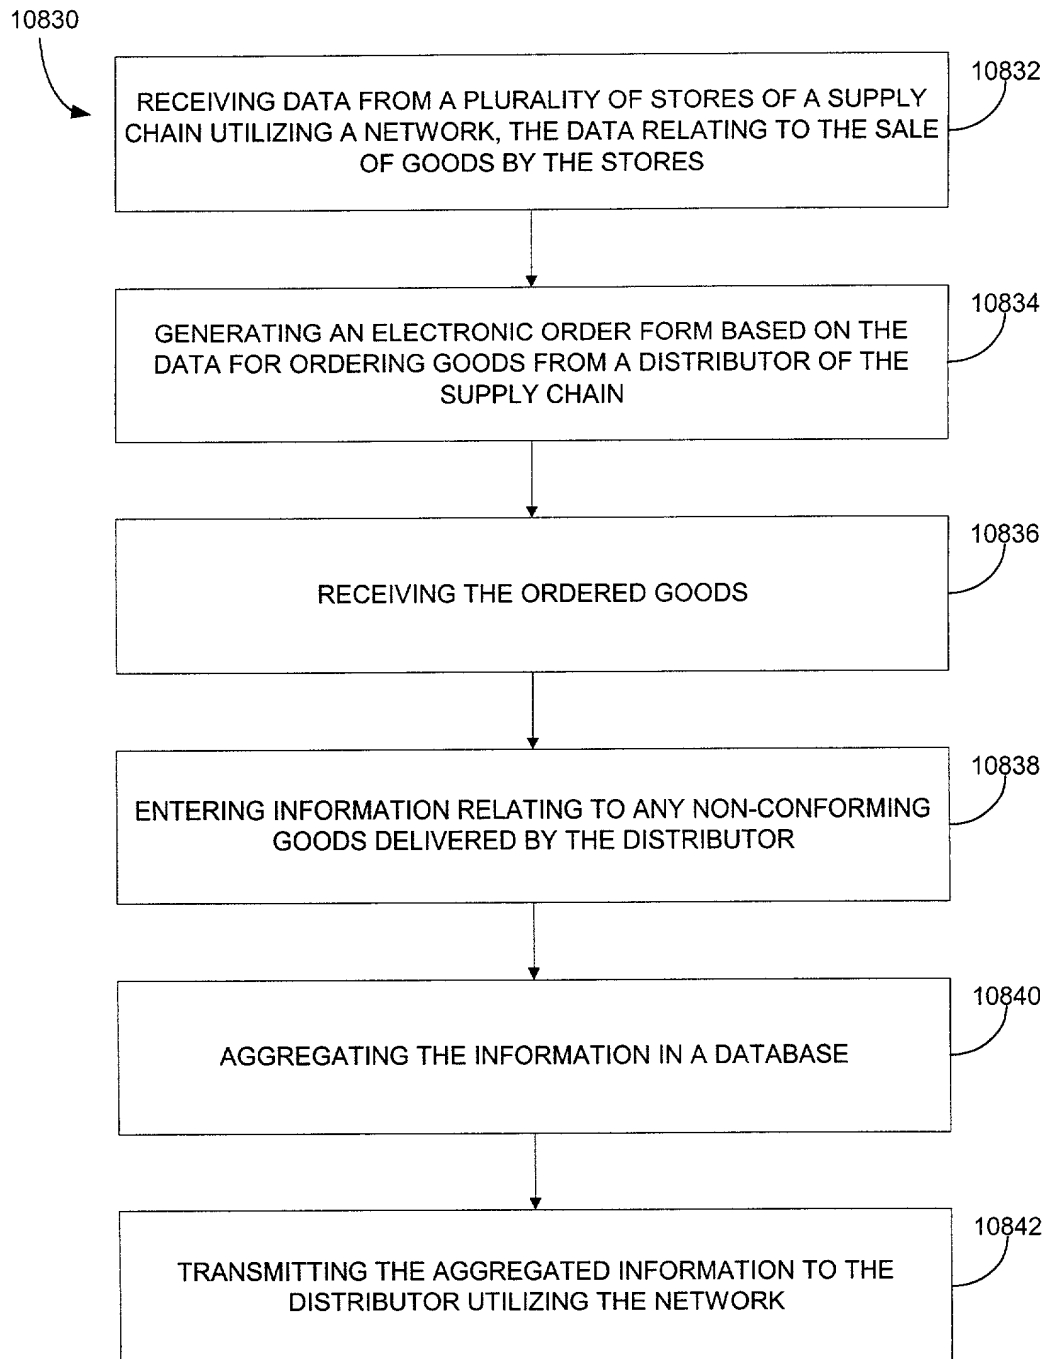 10830
10832
RECEIVING DATA FROM A PLURALITY OF STORES OF A SUPPLY
CHAIN UTILIZING A NETWORK, THE DATA RELATING TO THE SALE
OF GOODS BY THE STORES
10834
GENERATING AN ELECTRONIC ORDER FORM BASED ON THE
DATA FOR ORDERING GOODS FROM A DISTRIBUTOR OF THE
SUPPLY CHAIN
10836
RECEIVING THE ORDERED GOODS
10838
ENTERING INFORMATION RELATING TO ANY NON-CONFORMING
GOODS DELIVERED BY THE DISTRIBUTOR
10840
AGGREGATING THE INFORMATION IN A DATABASE
10842
TRANSMITTING THE AGGREGATED INFORMATION TO THE
DISTRIBUTOR UTILIZING THE NETWORK